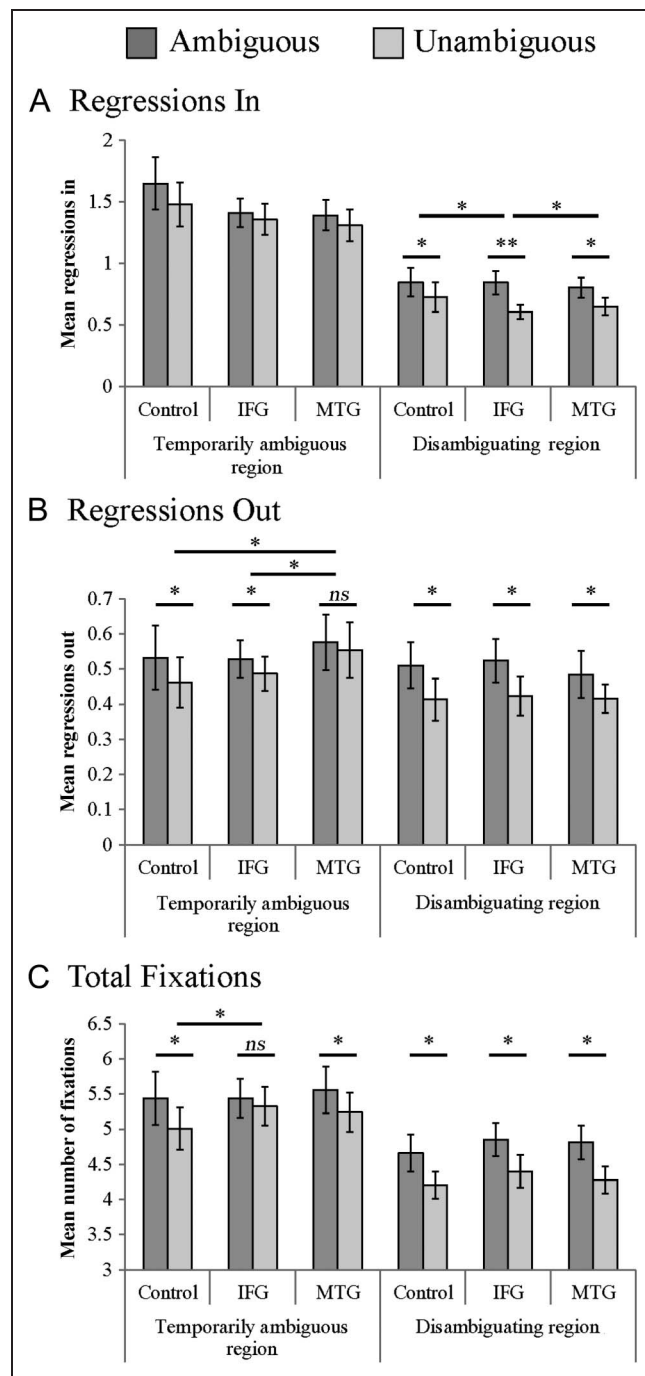 Ambiguous Unambiguous
A Regressions In
Mean regressions in
2
1.5
1
0.5
0
* *
* ** *
Control IFG MTG Control IFG MTG
Temporarily ambiguous Disambiguating region
region
B Regressions Out
Mean regressions out
0.7
0.6
0.5
0.4
0.3
0.2
0.1
0
*
*
* * ns * * *
Control IFG MTG Control IFG MTG
Temporarily ambiguous Disambiguating region
region
C Total Fixations
Mean number of fixations
6.5
6
5.5
5
4.5
4
3.5
3
*
* ns * * * *
Control IFG MTG Control IFG MTG
Temporarily ambiguous Disambiguating region
region